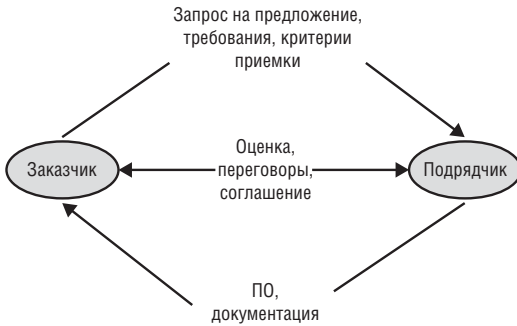 Запрос на предложение,
требования, критерии
приемки
Заказчик
Оценка,
переговоры,
соглашение
Подрядчик
ПО,
документация